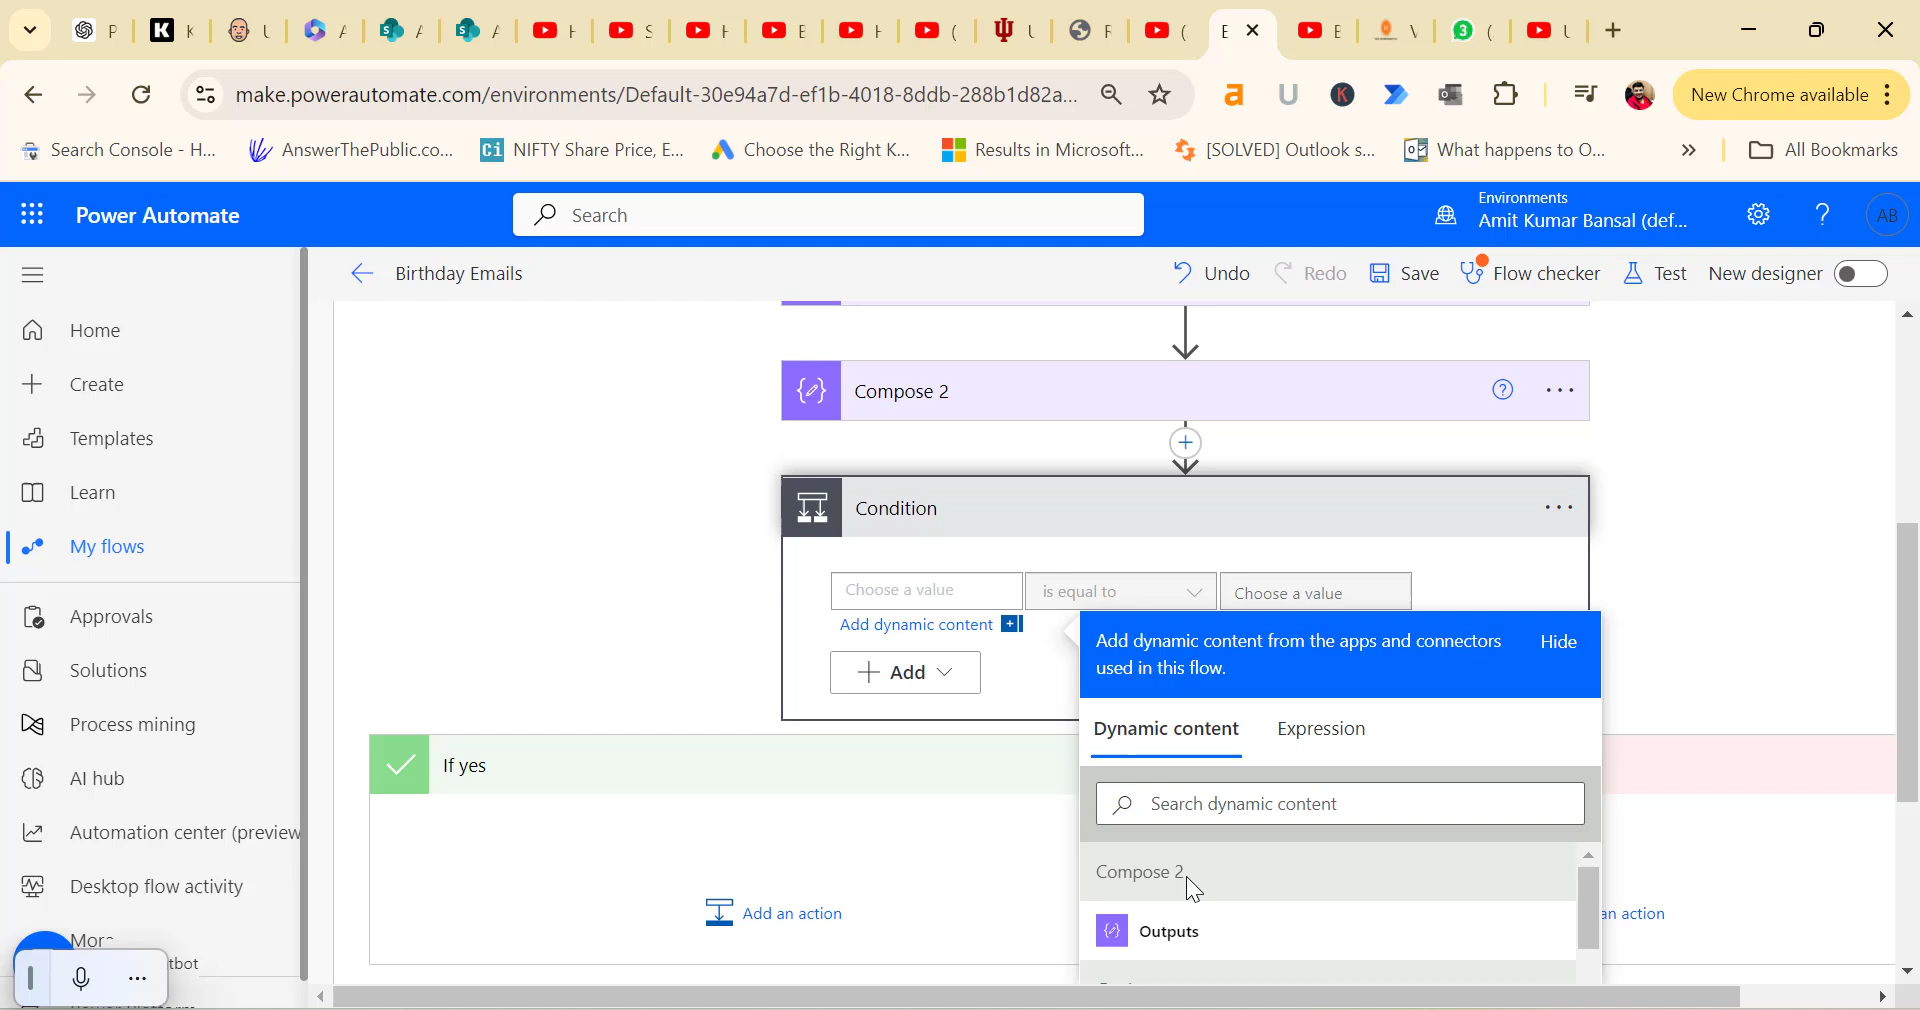 make.powerautomate.com/environments/Default-30e94a7d-ef1b-4018-8ddb-288b1d82a...
New Chrome available
Search Console - H...
AnswerThePublic.co...
NIFTY Share Price, E...
Choose the Right K...
Results in Microsoft...
[SOLVED] Outlook s...
What happens to O...
All Bookmarks
Power Automate
Search
Environments
Amit Kumar Bansal (def...
AB
Birthday Emails
Undo
Redo
Save
Flow checker
Test
New designer
Home
Create
Templates
Learn
My flows
Approvals
Solutions
Process mining
AI hub
Automation center (preview
Desktop flow activity
Compose 2
Condition
Choose a value
is equal to
Choose a value
Add dynamic content
Add
Add dynamic content from the apps and connectors
used in this flow.
Hide
Dynamic content
Expression
Search dynamic content
Compose 2
Outputs
If yes
Add an action
an action